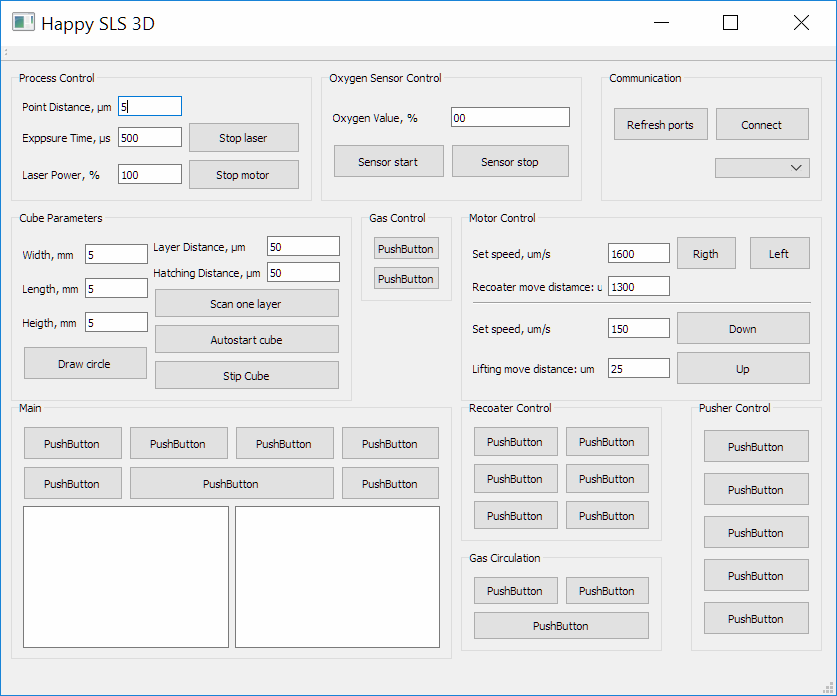 Happy SLS 3D
Process Control
Point Distance, µm 5
Exppsure Time, µs 500 Stop laser
Laser Power, % 100 Stop motor
Oxygen Sensor Control
Oxygen Value, % 00
Sensor start Sensor stop
Communication
Refresh ports Connect
Cube Parameters
Width, mm 5
Length, mm 5
Heigth, mm 5
Draw circle
Layer Distance, µm 50
Hatching Distance, µm 50
Scan one layer
Autostart cube
Stip Cube
Gas Control
PushButton
PushButton
Motor Control
Set speed, um/s 1600 Rigth Left
Recoater move distamce: u 1300
Set speed, um/s 150 Down
Lifting move distance: um 25 Up
Main
PushButton PushButton PushButton PushButton
PushButton PushButton PushButton
Recoater Control
PushButton PushButton
PushButton PushButton
PushButton PushButton
Gas Circulation
PushButton PushButton
PushButton
Pusher Control
PushButton
PushButton
PushButton
PushButton
PushButton